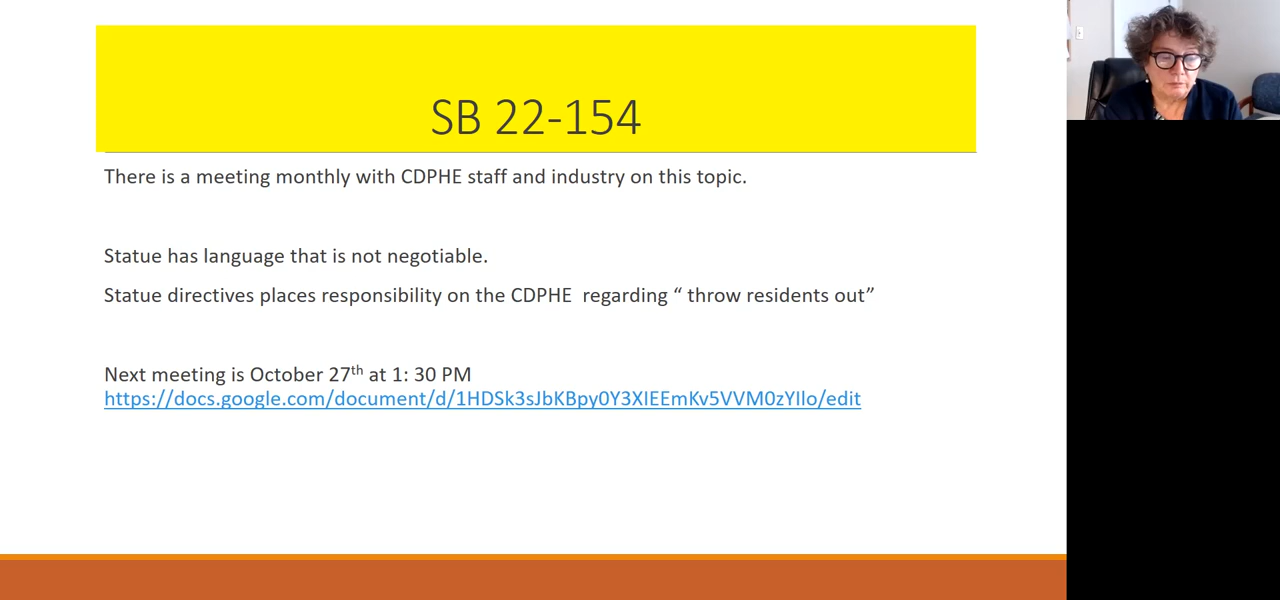 SB 22-154
There is a meeting monthly with CDPHE staff and industry on this topic.
Statue has language that is not negotiable.
Statue directives places responsibility on the CDPHE  regarding “ throw residents out”
Next meeting is October 27th at 1: 30 PM
https://docs.google.com/document/d/1HDSk3sJbKBpy0Y3XIEEmKv5VVM0zYIlo/edit